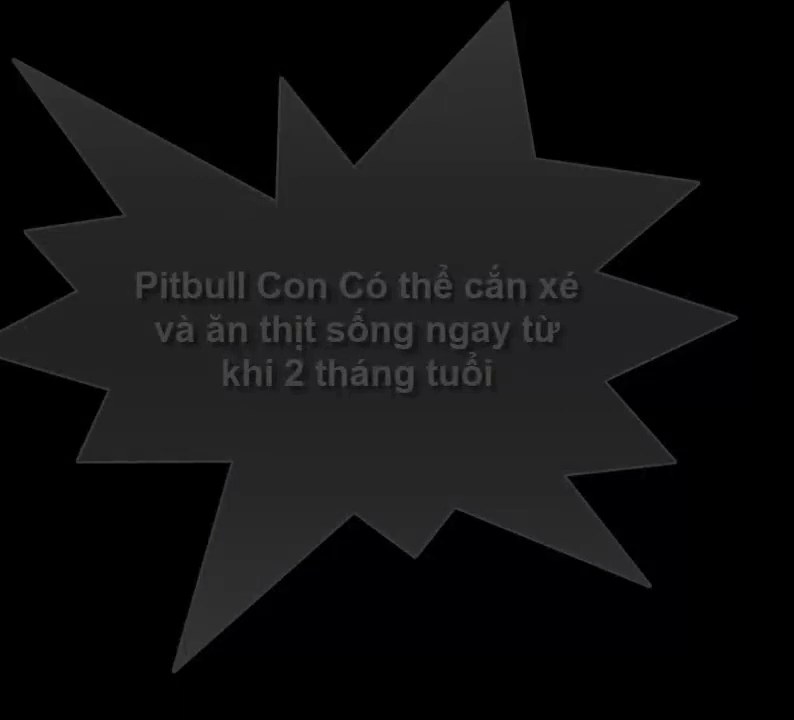 Pitbull Con Có thể cắn xé
và ăn thịt sống ngay từ
khi 2 tháng tuổi